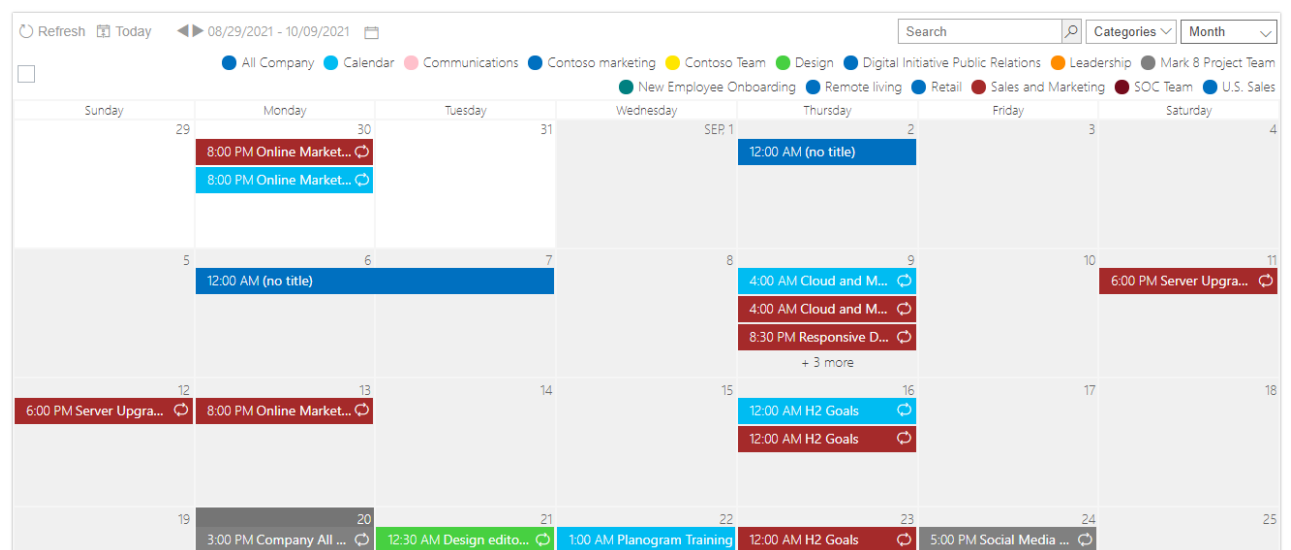 Refresh Today 08/29/2021 - 10/09/2021 Search Categories Month
All Company Calendar Communications Contoso marketing Contoso Team Design Digital Initiative Public Relations Leadership Mark 8 Project Team
New Employee Onboarding Remote living Retail Sales and Marketing SOC Team U.S. Sales
Sunday Monday Tuesday Wednesday Thursday Friday Saturday
29 30 31 SEP. 1 2 3 4
8:00 PM Online Market... 12:00 AM (no title)
8:00 PM Online Market...
5 6 7 8 9 10 11
12:00 AM (no title) 4:00 AM Cloud and M... 6:00 PM Server Upgra...
4:00 AM Cloud and M...
8:30 PM Responsive D...
+ 3 more
12 13 14 15 16 17 18
6:00 PM Server Upgra... 8:00 PM Online Market... 12:00 AM H2 Goals
12:00 AM H2 Goals
19 20 21 22 23 24 25
3:00 PM Company All ... 12:30 AM Design edito... 1:00 AM Planogram Training 12:00 AM H2 Goals 5:00 PM Social Media ...